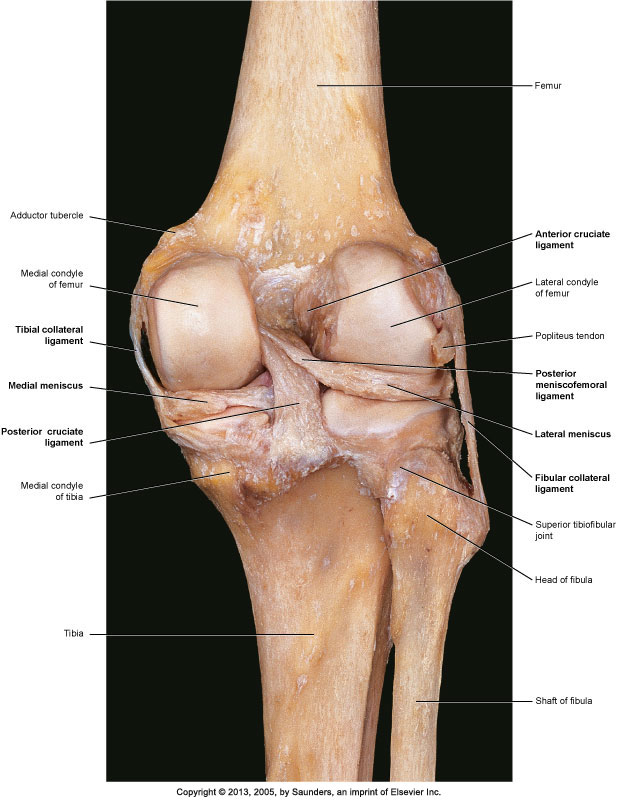 Femur
Adductor tubercle
Anterior cruciate
ligament
Medial condyle
of femur
Lateral condyle
of femur
Tibial collateral
ligament
Popliteus tendon
Medial meniscus
Posterior
meniscofemoral
ligament
Posterior cruciate
ligament
Lateral meniscus
Fibular collateral
ligament
Medial condyle
of tibia
Superior tibiofibular
joint
Head of fibula
Tibia
Shaft of fibula
Copyright © 2013, 2005, by Saunders, an imprint of Elsevier Inc.